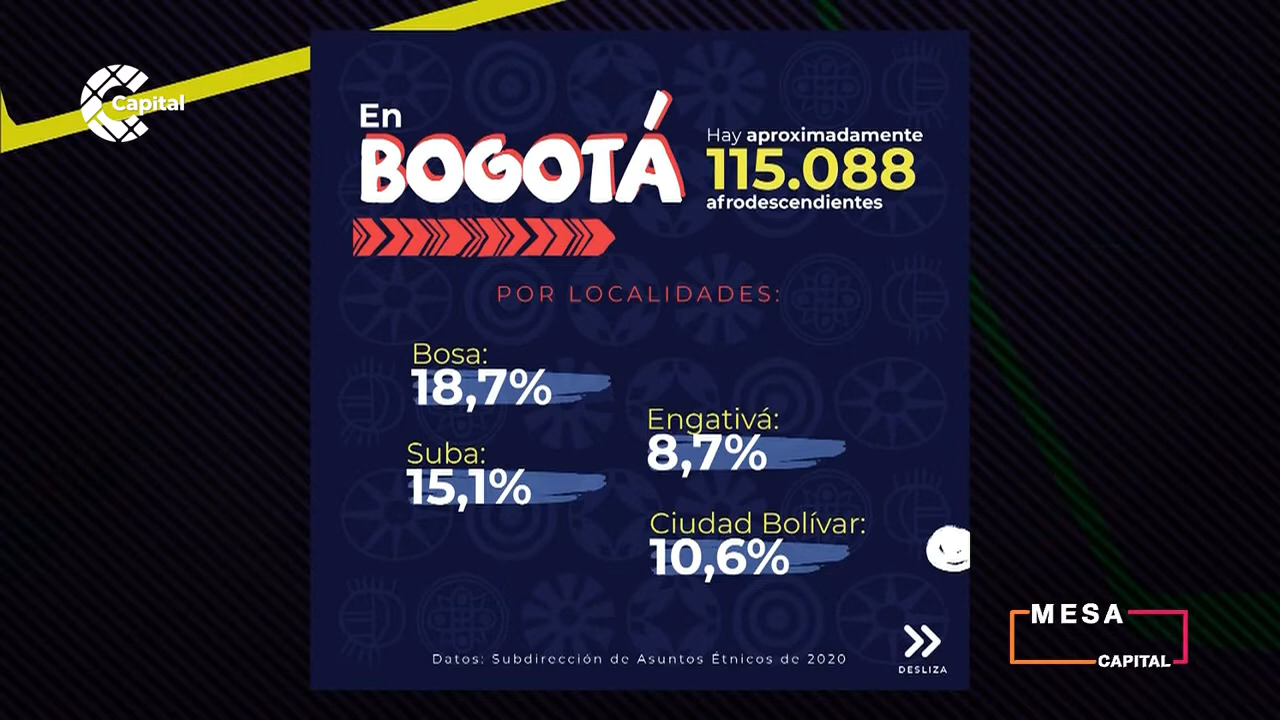 Capital
En
BOGOTÁ
Hay aproximadamente
115.088
afrodescendientes
POR LOCALIDADES:
Bosa:
18,7%
Suba:
15,1%
Engativá:
8,7%
Ciudad Bolívar:
10,6%
Datos: Subdirección de Asuntos Étnicos de 2020
DESLIZA
MESA
CAPITAL